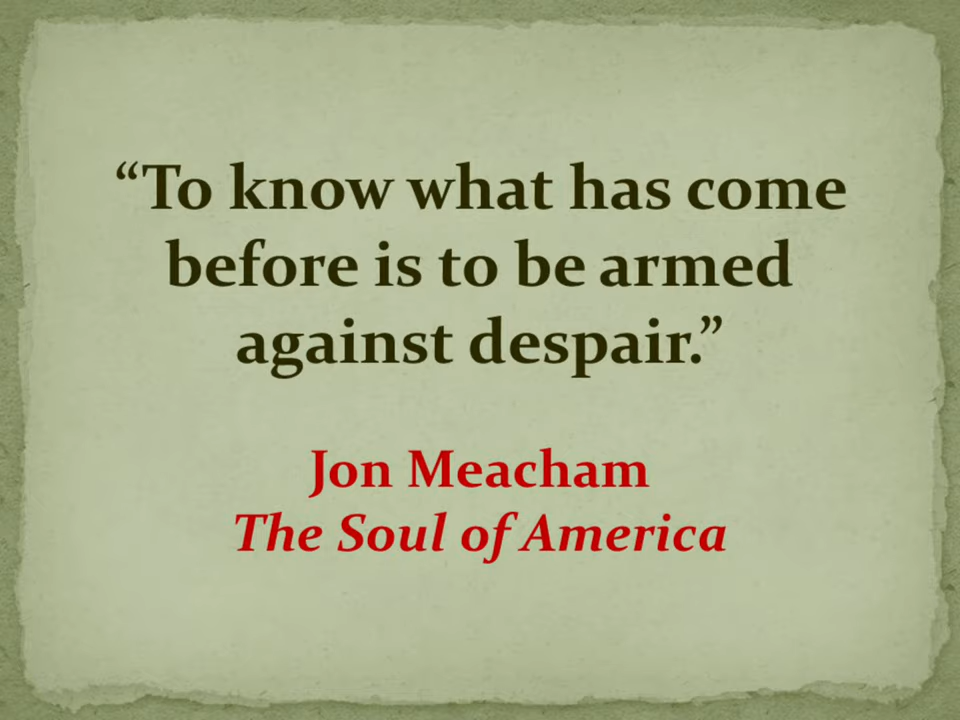 “To know what has come
before is to be armed
against despair.”
Jon Meacham
The Soul of America